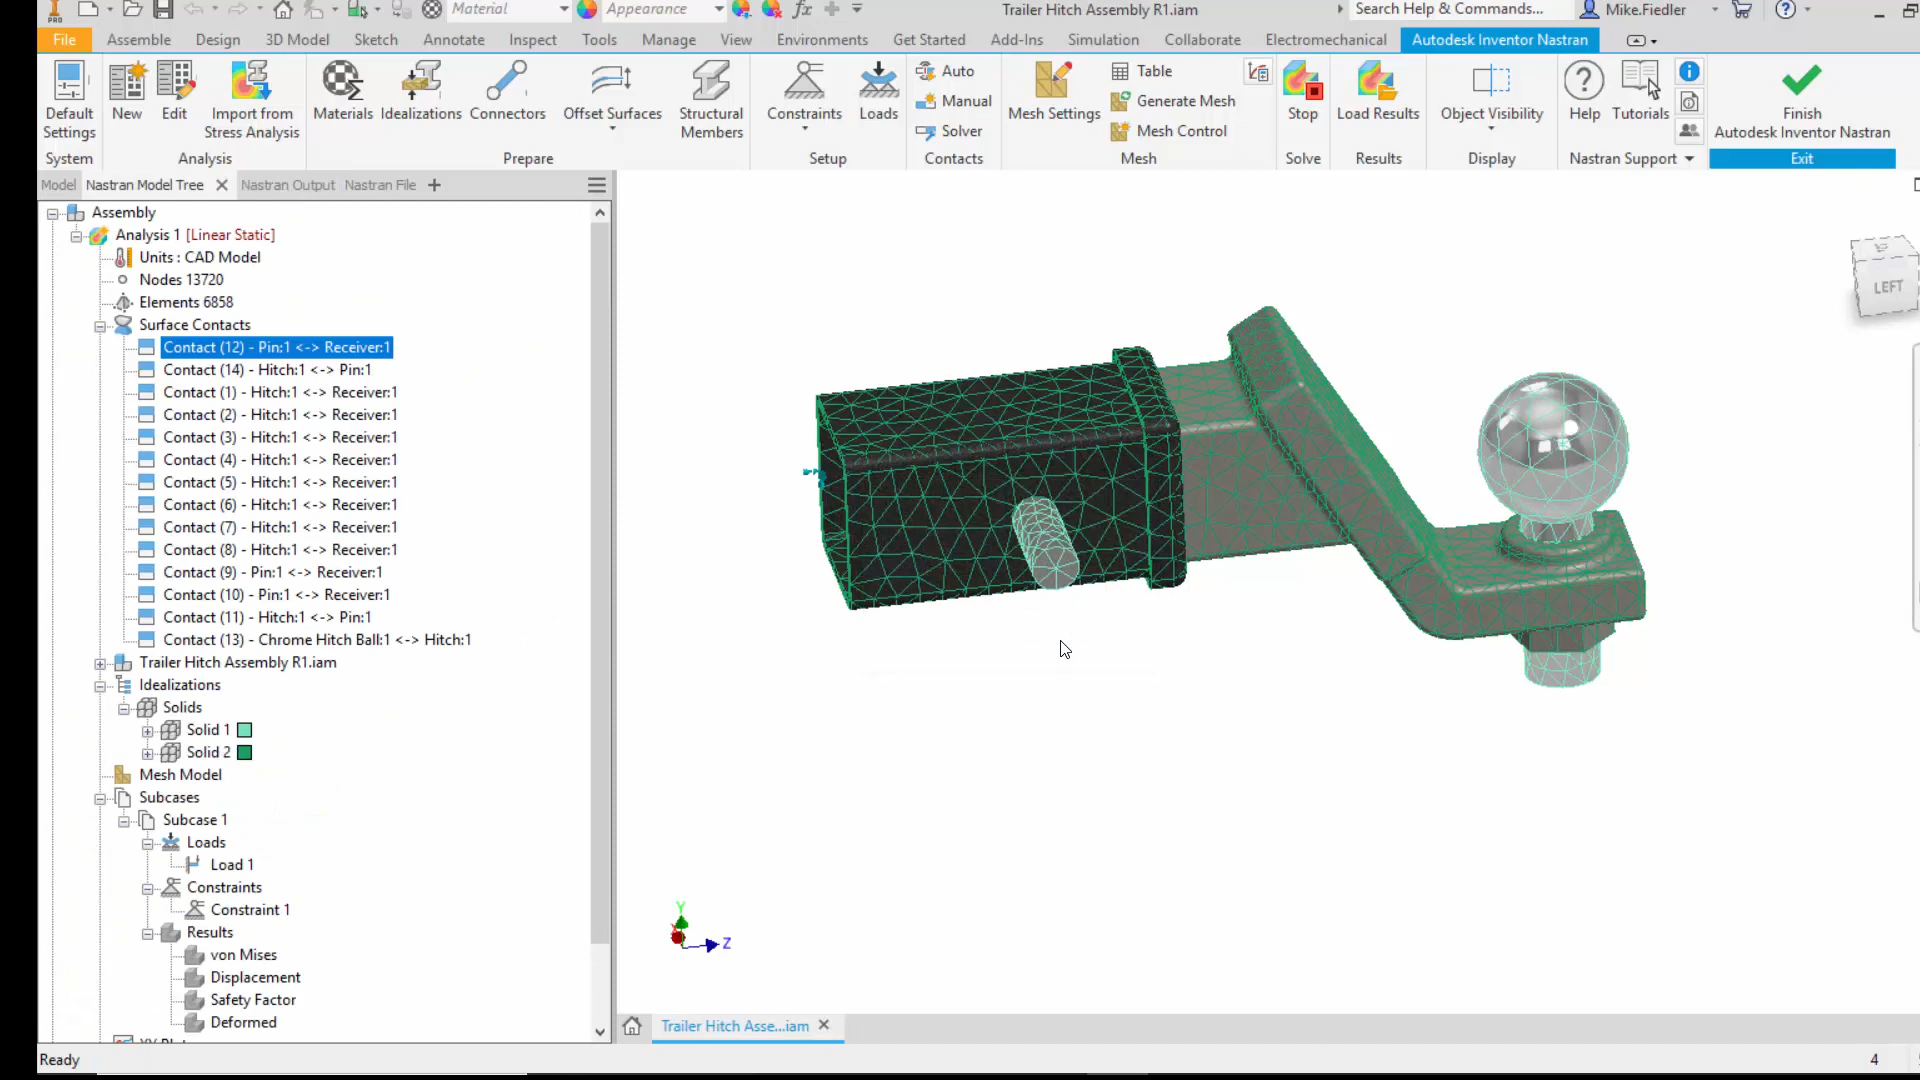 PRO
Material
Appearance
fx
Trailer Hitch Assembly R1.iam
Search Help & Commands...
Mike.Fiedler
File
Assemble
Design
3D Model
Sketch
Annotate
Inspect
Tools
Manage
View
Environments
Get Started
Add-Ins
Simulation
Collaborate
Electromechanical
Autodesk Inventor Nastran
Default
Settings
New
Edit
Import from
Stress Analysis
Materials
Idealizations
Connectors
Offset Surfaces
Structural
Members
Constraints
Loads
Auto
Manual
Solver
Mesh Settings
Table
Generate Mesh
Mesh Control
Stop
Load Results
Object Visibility
Help
Tutorials
Finish
Autodesk Inventor Nastran
System
Analysis
Prepare
Setup
Contacts
Mesh
Solve
Results
Display
Nastran Support
Exit
Model
Nastran Model Tree
Nastran Output
Nastran File
Assembly
Analysis 1 [Linear Static]
Units : CAD Model
Nodes 13720
Elements 6858
Surface Contacts
Contact (12) - Pin:1 <-> Receiver:1
Contact (14) - Hitch:1 <-> Pin:1
Contact (1) - Hitch:1 <-> Receiver:1
Contact (2) - Hitch:1 <-> Receiver:1
Contact (3) - Hitch:1 <-> Receiver:1
Contact (4) - Hitch:1 <-> Receiver:1
Contact (5) - Hitch:1 <-> Receiver:1
Contact (6) - Hitch:1 <-> Receiver:1
Contact (7) - Hitch:1 <-> Receiver:1
Contact (8) - Hitch:1 <-> Receiver:1
Contact (9) - Pin:1 <-> Receiver:1
Contact (10) - Pin:1 <-> Receiver:1
Contact (11) - Hitch:1 <-> Pin:1
Contact (13) - Chrome Hitch Ball:1 <-> Hitch:1
Trailer Hitch Assembly R1.iam
Idealizations
Solids
Solid 1
Solid 2
Mesh Model
Subcases
Subcase 1
Loads
Load 1
Constraints
Constraint 1
Results
von Mises
Displacement
Safety Factor
Deformed
LEFT
Y
Z
Trailer Hitch Asse...iam
Ready
4